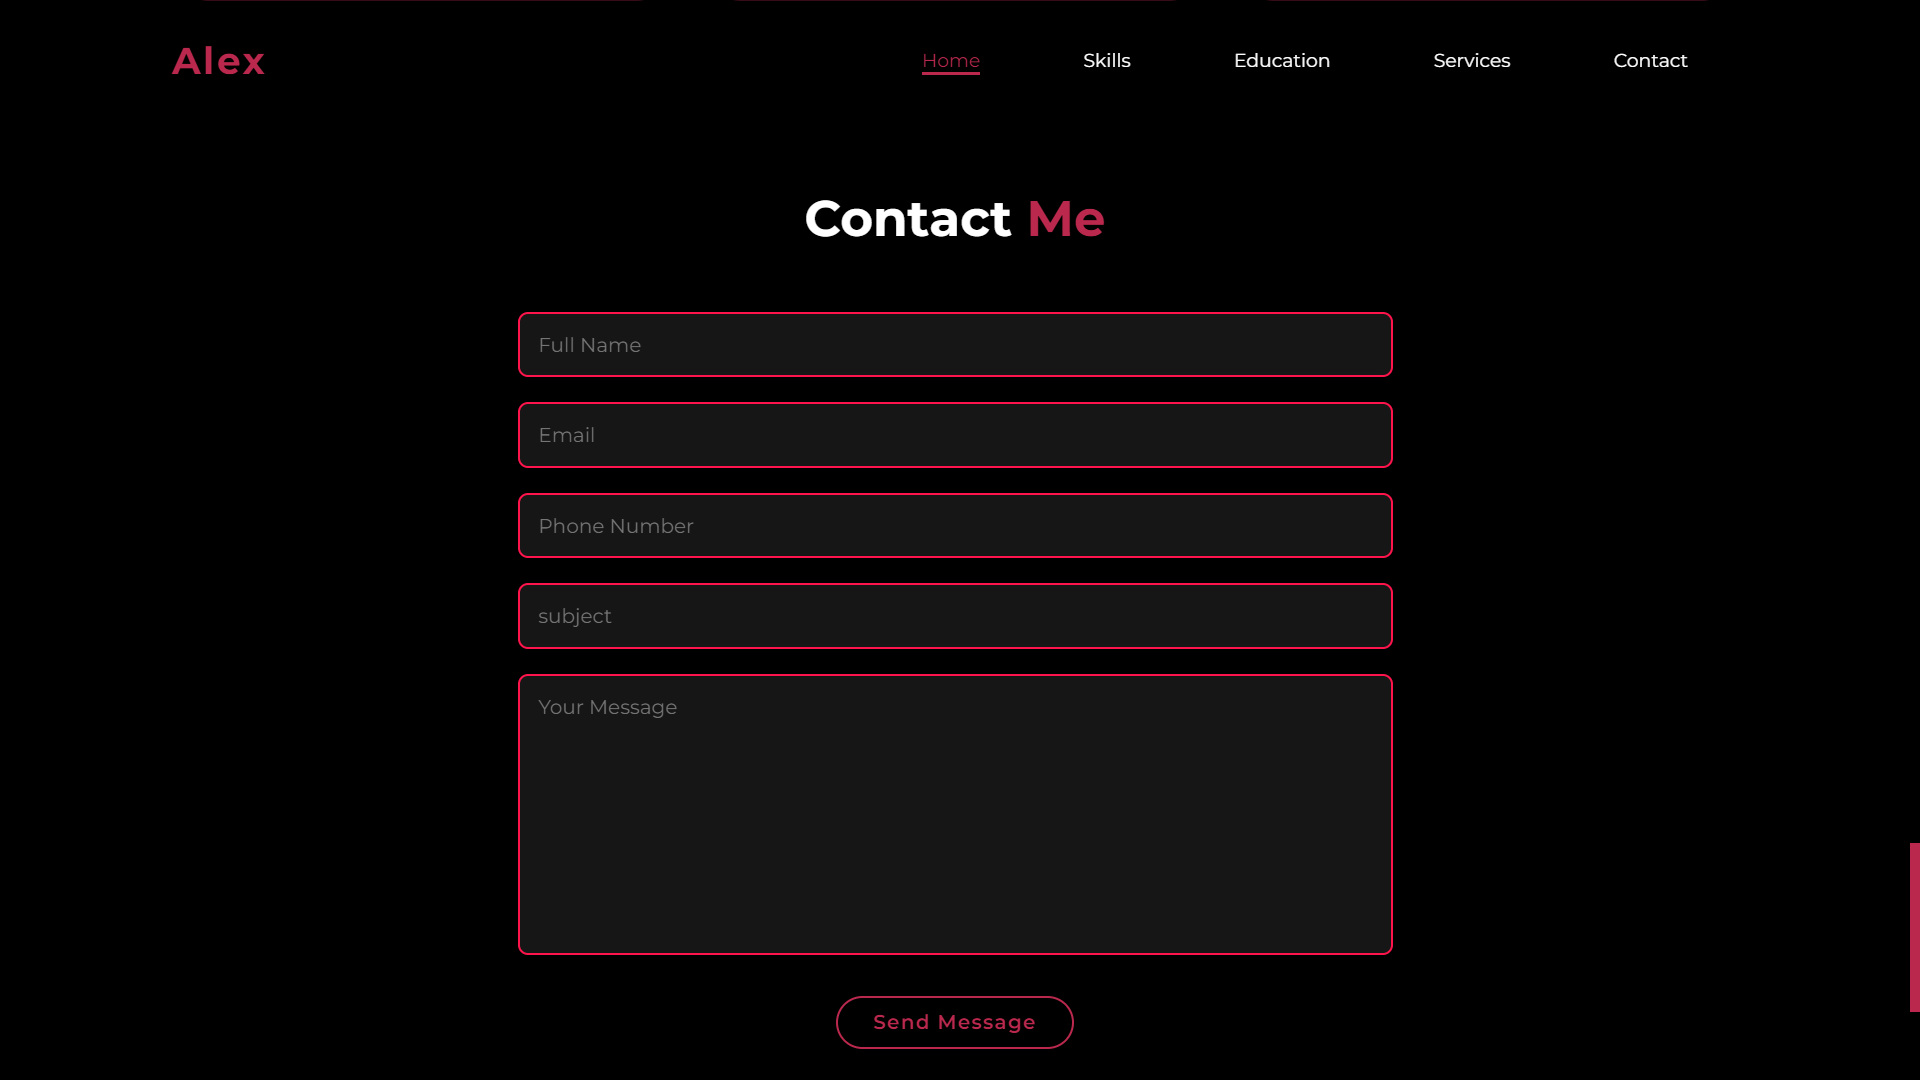 Alex
Home Skills Education Services Contact
Contact Me
Full Name
Email
Phone Number
subject
Your Message
Send Message